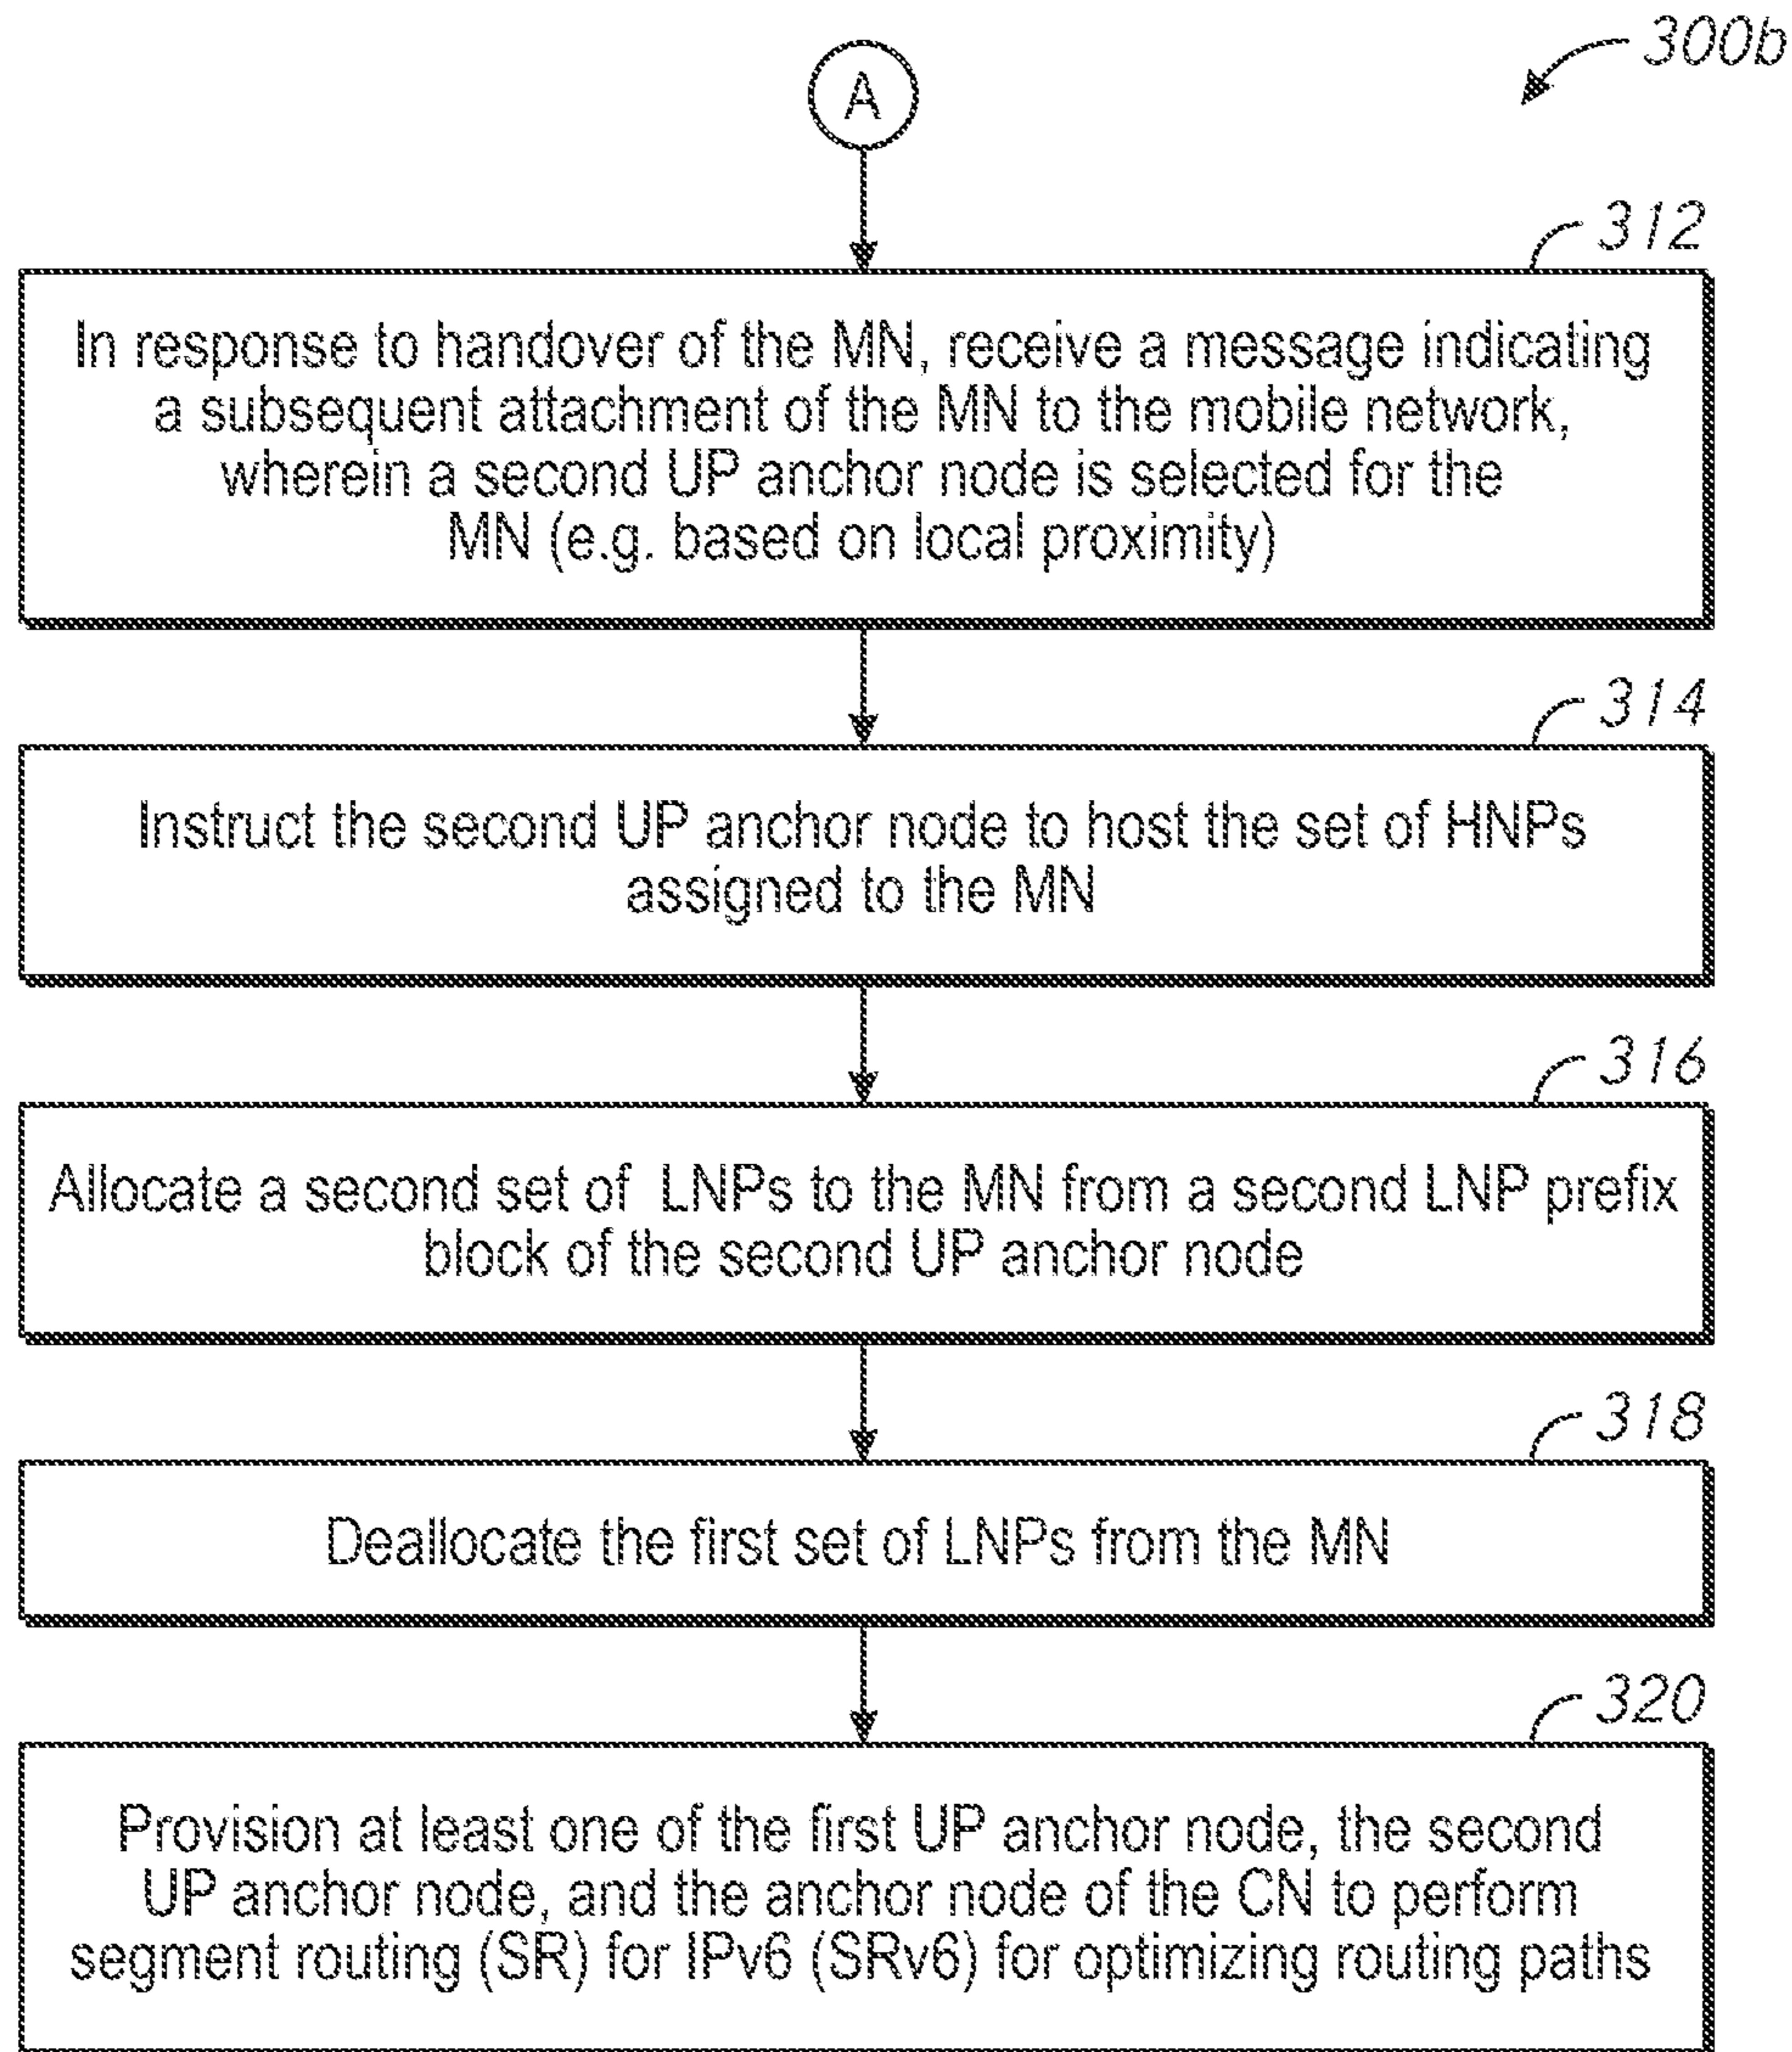 300b
A
312
In response to handover of the MN, receive a message indicating
a subsequent attachment of the MN to the mobile network,
wherein a second UP anchor node is selected for the
MN (e.g. based on local proximity)
314
Instruct the second UP anchor node to host the set of HNPs
assigned to the MN
316
Allocate a second set of LNPs to the MN from a second LNP prefix
block of the second UP anchor node
318
Deallocate the first set of LNPs from the MN
320
Provision at least one of the first UP anchor node, the second
UP anchor node, and the anchor node of the CN to perform
segment routing (SR) for IPv6 (SRv6) for optimizing routing paths